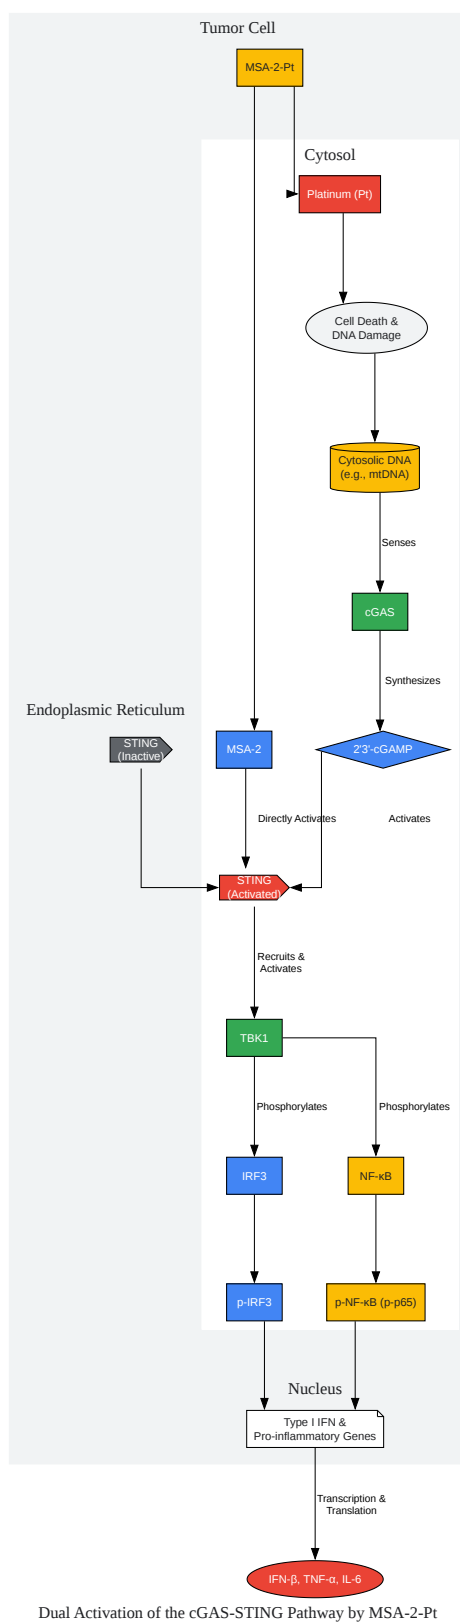 Tumor Cell
MSA-2-Pt
Cytosol
Platinum (Pt)
Cell Death &
DNA Damage
Cytosolic DNA
(e.g., mtDNA)
Senses
cGAS
Synthesizes
Endoplasmic Reticulum
STING
(Inactive)
MSA-2
2'3'-cGAMP
Directly Activates
Activates
STING
(Activated)
Recruits &
Activates
TBK1
Phosphorylates
Phosphorylates
IRF3
NF-κB
p-IRF3
p-NF-κB (p-p65)
Nucleus
Type I IFN &
Pro-inflammatory Genes
Transcription &
Translation
IFN-β, TNF-α, IL-6
Dual Activation of the cGAS-STING Pathway by MSA-2-Pt